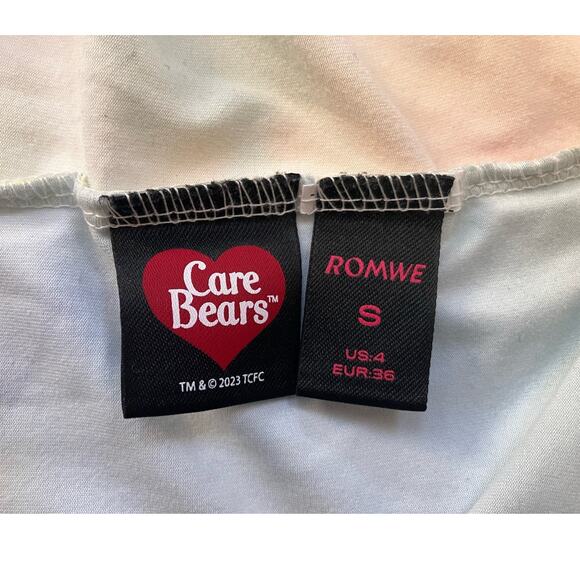 Care
Bears™
TM & © 2023 TCFC
ROMWE
S
US:4
EUR:36